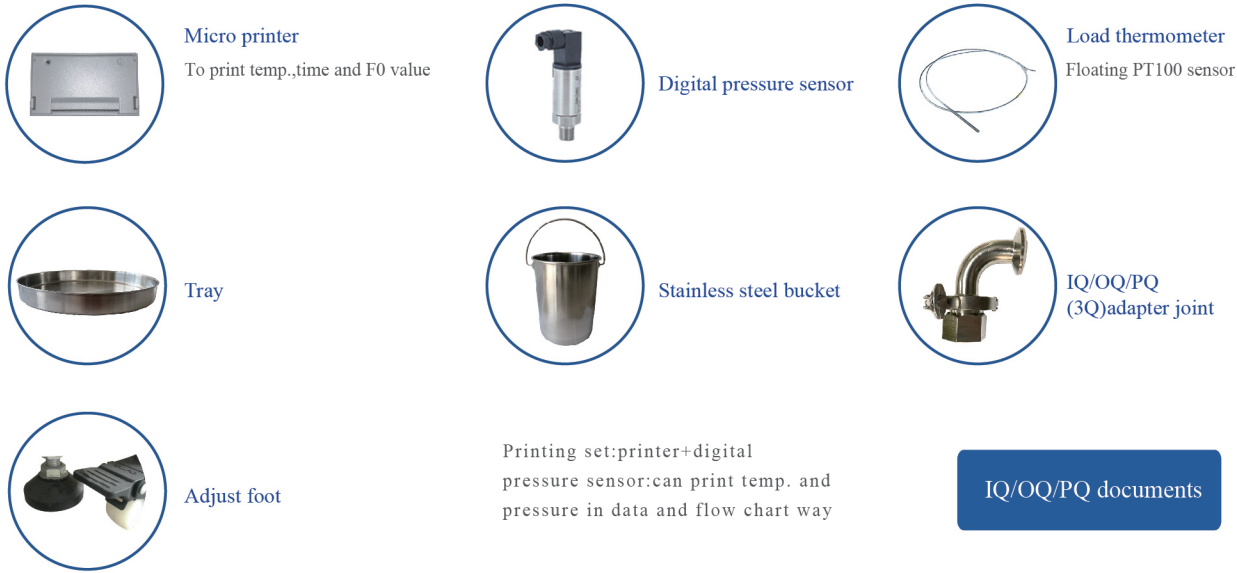 Micro printer
To print temp.,time and F0 value
Digital pressure sensor
Load thermometer
Floating PT100 sensor
Tray
Stainless steel bucket
IQ/OQ/PQ
(3Q)adapter joint
Adjust foot
Printing set:printer+digital
pressure sensor:can print temp. and
pressure in data and flow chart way
IQ/OQ/PQ documents